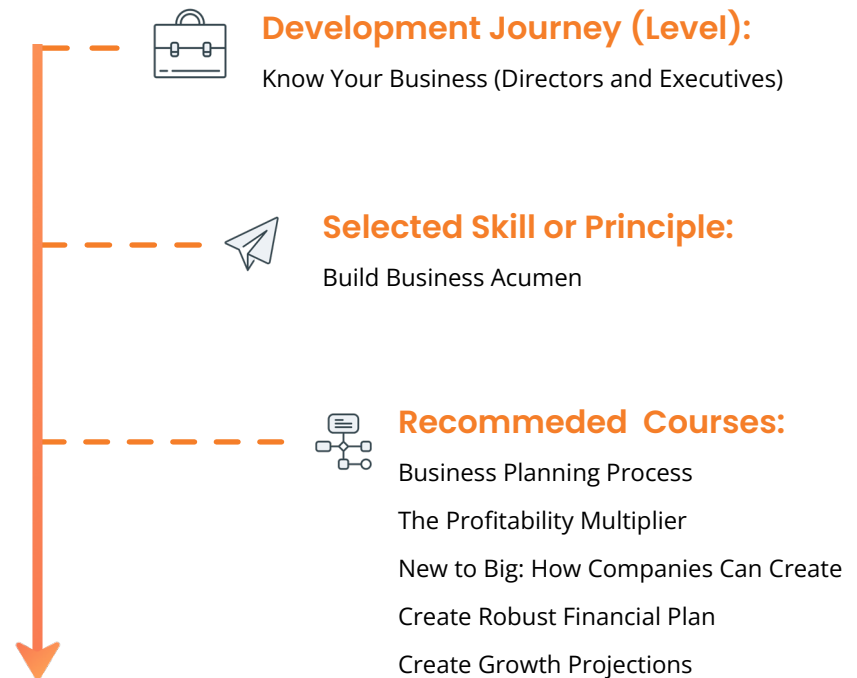 Development Journey (Level):
Know Your Business (Directors and Executives)
Selected Skill or Principle:
Build Business Acumen
Recommeded Courses:
Business Planning Process
The Profitability Multiplier
New to Big: How Companies Can Create
Create Robust Financial Plan
Create Growth Projections